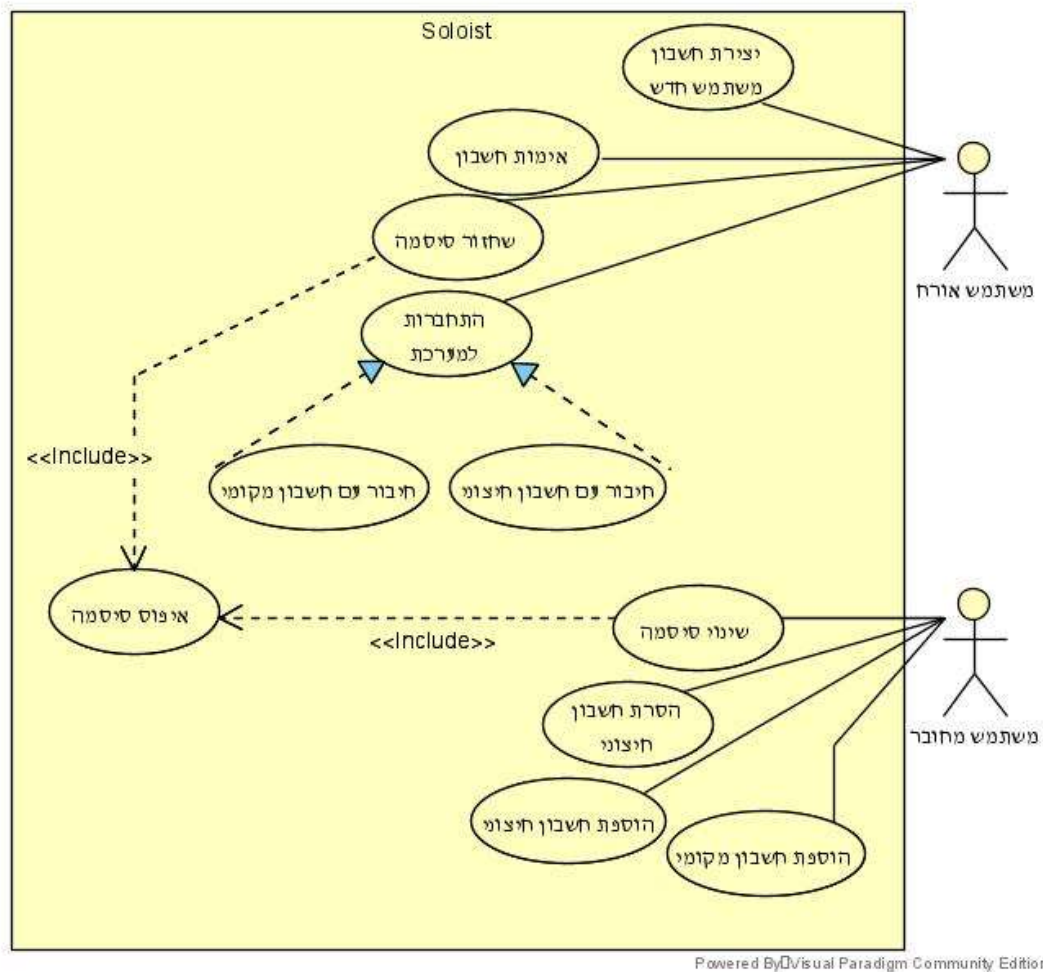 Soloist
יצירת חשבון
משתמש חדש
אימות חשבון
שחזור סיסמה
משתמש אורח
התחברות
למערכת
<<Include>>
חיבור עם חשבון מקומי
חיבור עם חשבון חיצוני
איפוס סיסמה
<<Include>>
שינוי סיסמה
הסרת חשבון
חיצוני
משתמש מחובר
הוספת חשבון חיצוני
הוספת חשבון מקומי
Powered By Visual Paradigm Community Edition